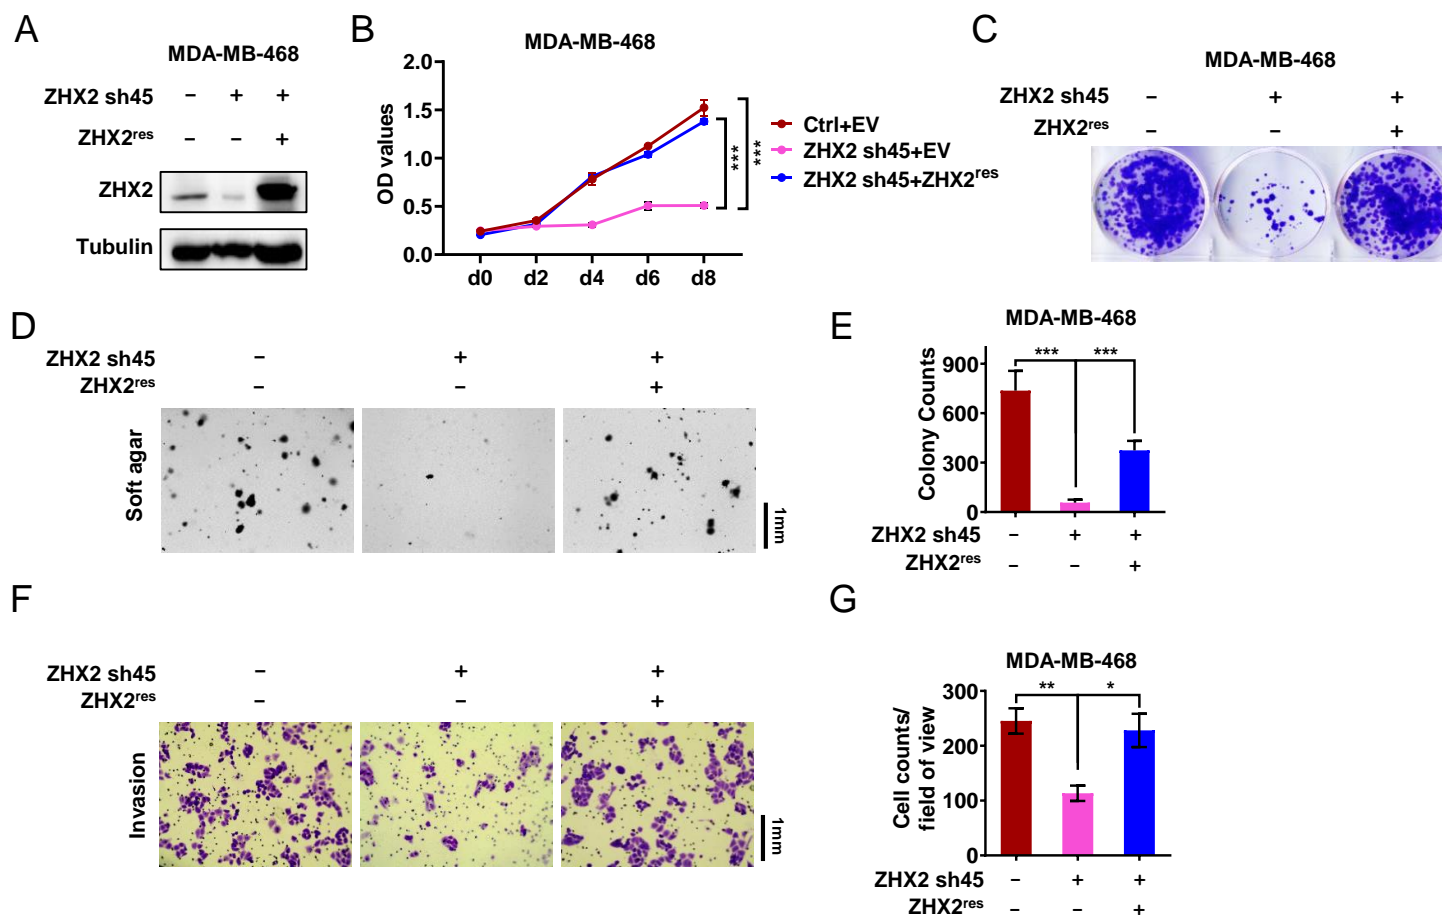 A
MDA-MB-468
ZHX2 sh45 – + +
ZHX2res – – +
ZHX2
Tubulin
B
MDA-MB-468
2.0
1.5
1.0
0.5
0.0
OD values
d0 d2 d4 d6 d8
*** ***
Ctrl+EV
ZHX2 sh45+EV
ZHX2 sh45+ZHX2res
C
MDA-MB-468
ZHX2 sh45 – + +
ZHX2res – – +
D
ZHX2 sh45 – + +
ZHX2res – – +
Soft agar
1mm
E
MDA-MB-468
*** ***
900
600
300
0
Colony Counts
ZHX2 sh45 – + +
ZHX2res – – +
F
ZHX2 sh45 – + +
ZHX2res – – +
Invasion
1mm
G
MDA-MB-468
** *
300
200
100
0
Cell counts/
field of view
ZHX2 sh45 – + +
ZHX2res – – +